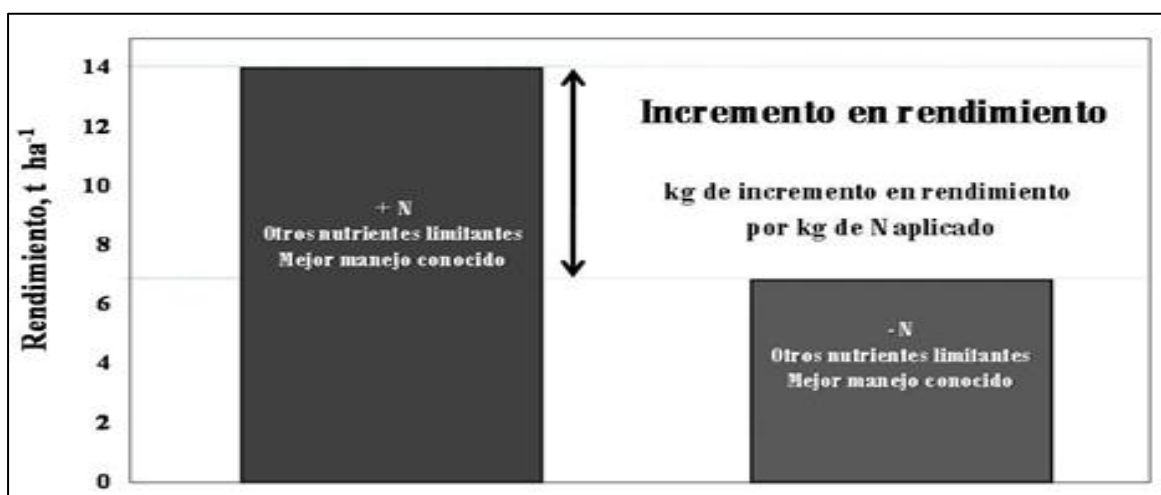 Rendimiento, t ha-1
14
12
10
8
6
4
2
0
+ N
Otros nutrientes limitantes
Mejor manejo conocido
Incremento en rendimiento
kg de incremento en rendimiento
por kg de N aplicado
- N
Otros nutrientes limitantes
Mejor manejo conocido